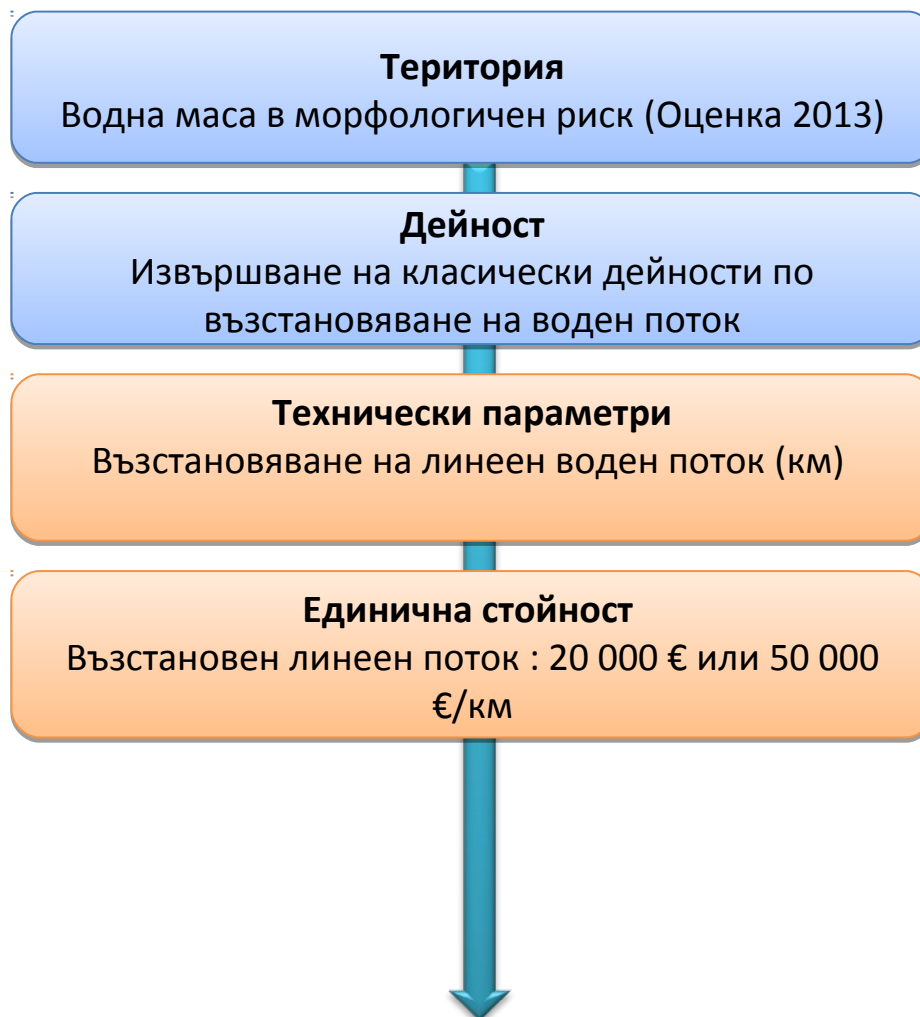 Територия
Водна маса в морфологичен риск (Оценка 2013)
Дейност
Извършване на класически дейности по
възстановяване на воден поток
Технически параметри
Възстановяване на линеен воден поток (км)
Единична стойност
Възстановен линеен поток : 20 000 € или 50 000
€/км